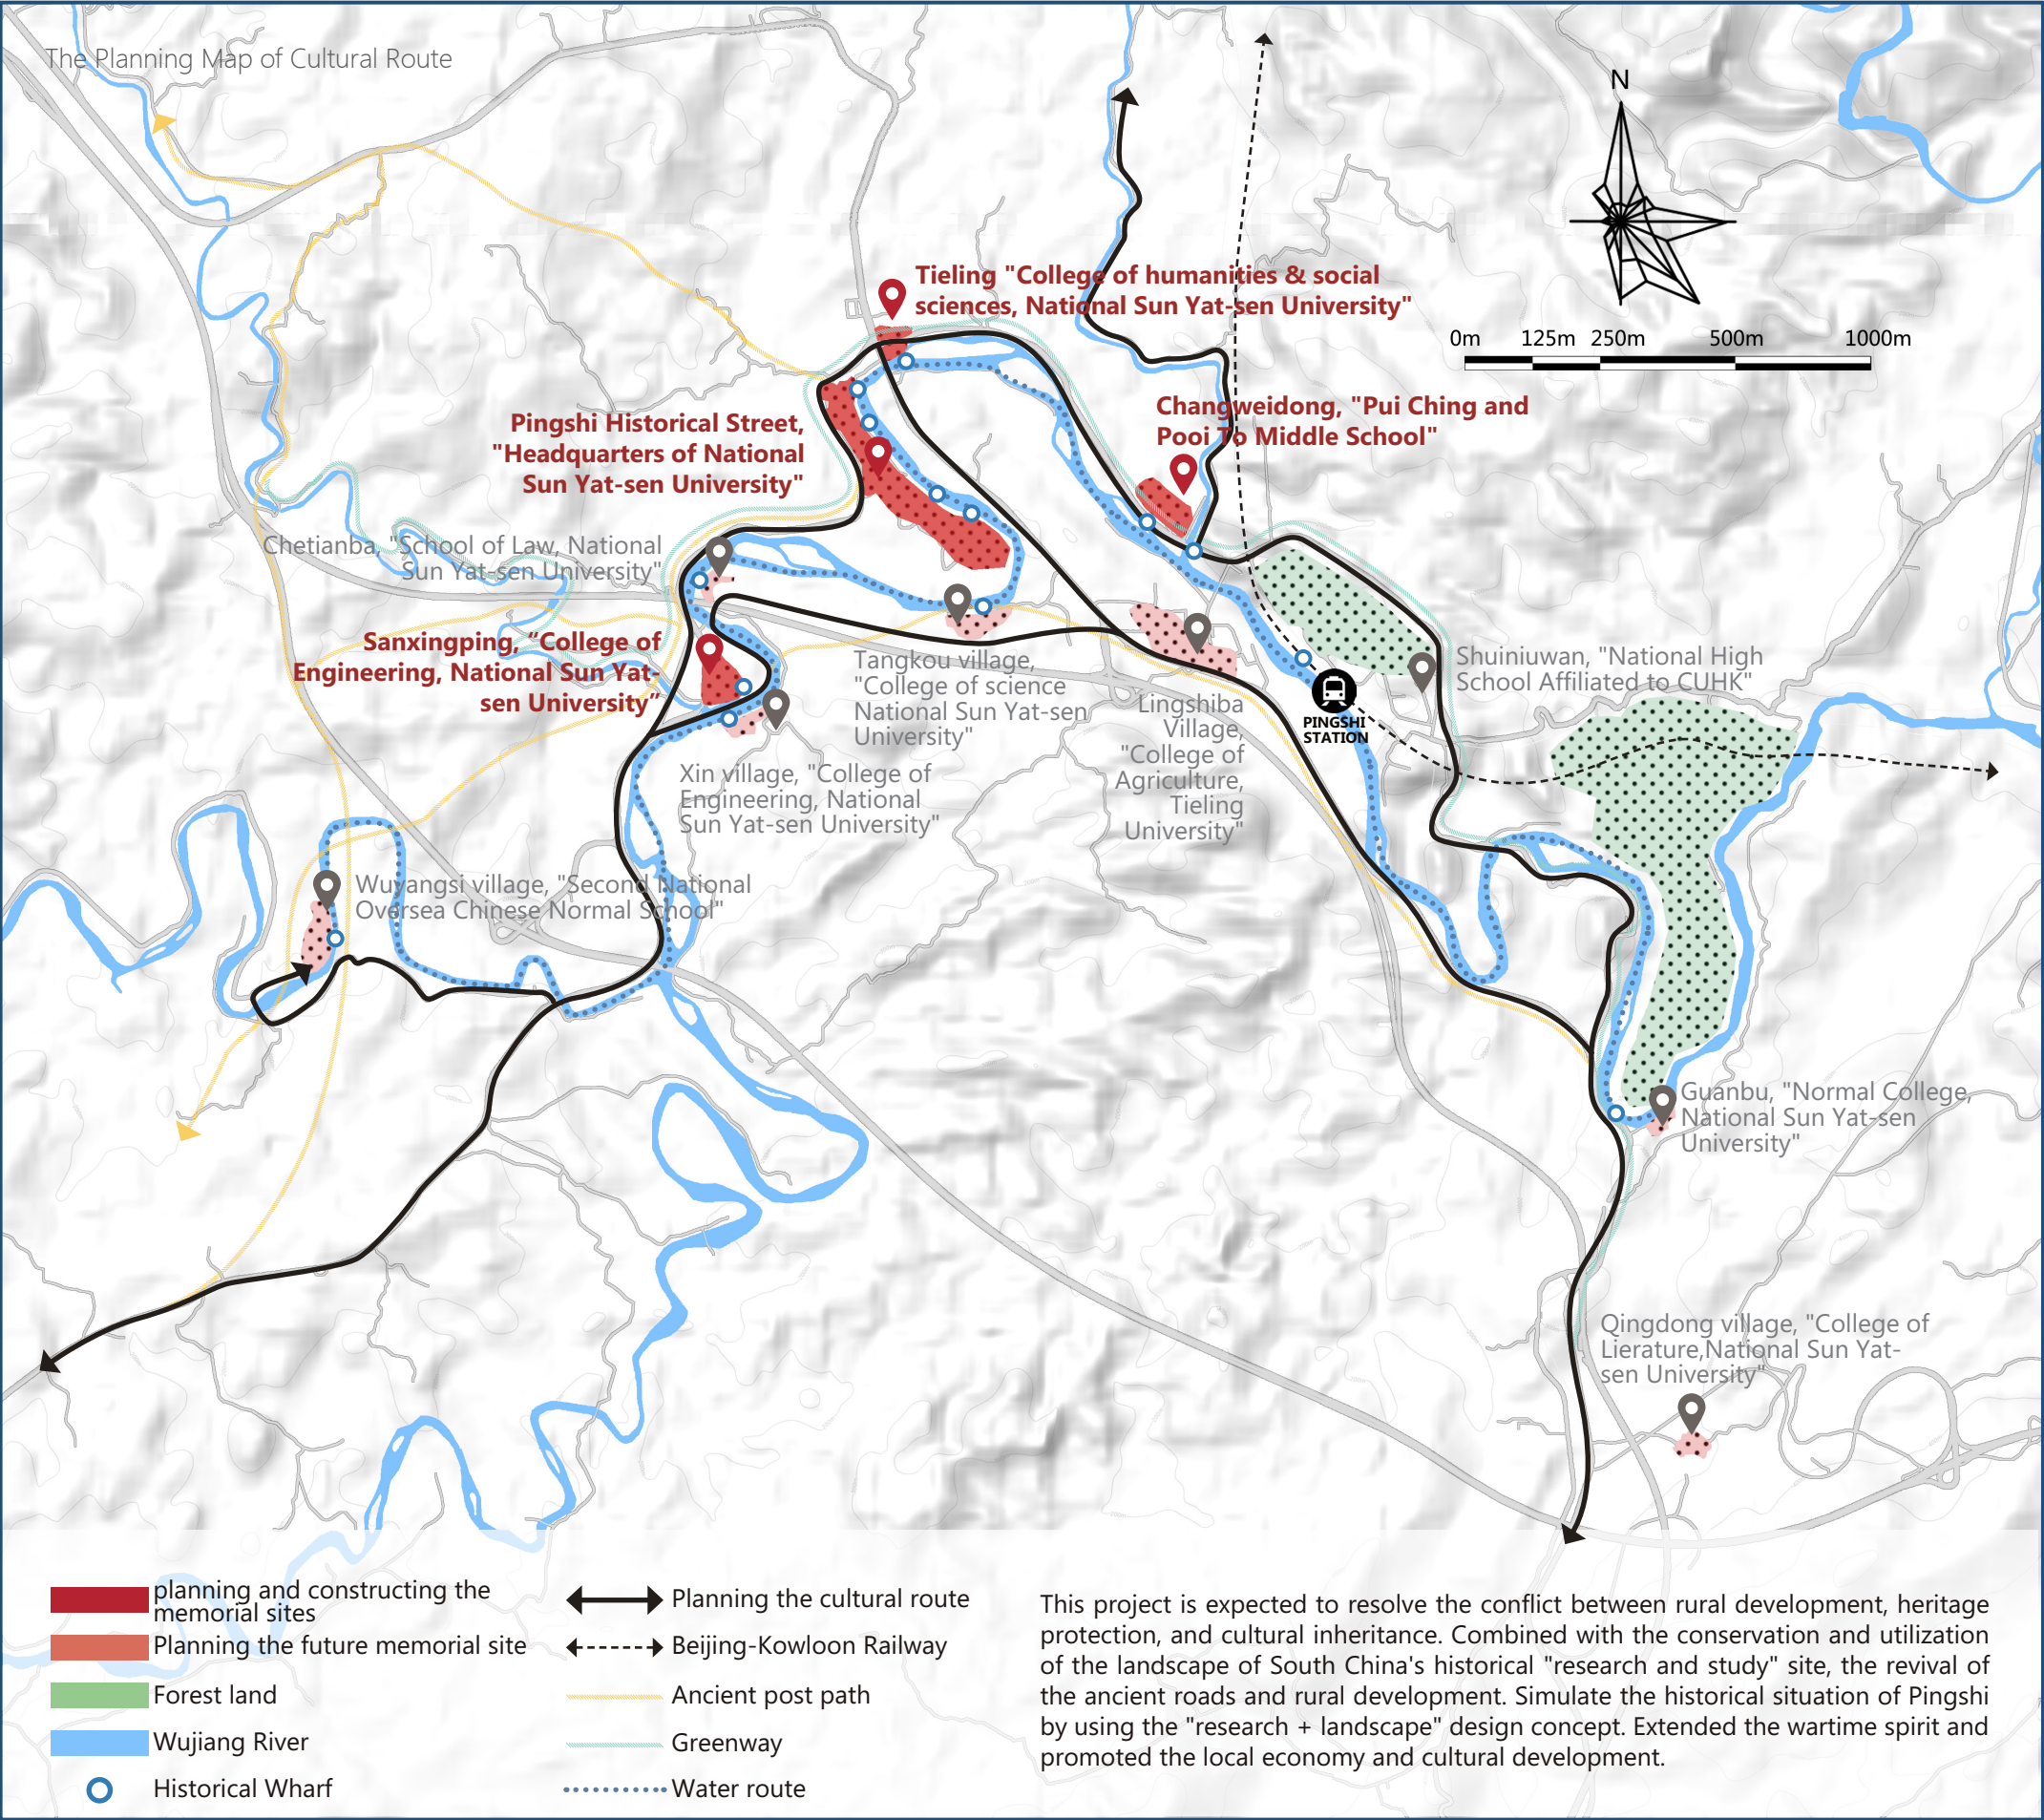 The Planning Map of Cultural Route
N
0m 125m 250m 500m 1000m
Tieling "College of humanities & social
sciences, National Sun Yat-sen University"
Changweidong, "Pui Ching and
Pooi To Middle School"
Pingshi Historical Street,
"Headquarters of National
Sun Yat-sen University"
Chetianba, "School of Law, National
Sun Yat-sen University"
Sanxingping, “College of
Engineering, National Sun Yat-
sen University”
Tangkou village,
"College of science
National Sun Yat-sen
University"
Lingshiba
Village,
"College of
Agriculture,
Tieling
University"
Shuiniuwan, "National High
School Affiliated to CUHK"
PINGSHI
STATION
Xin village, "College of
Engineering, National
Sun Yat-sen University"
Wuyangsi village, "Second National
Oversea Chinese Normal School"
Guanbu, "Normal College,
National Sun Yat-sen
University"
Qingdong village, "College of
Lierature,National Sun Yat-
sen University"
planning and constructing the
memorial sites
Planning the future memorial site
Forest land
Wujiang River
Historical Wharf
Planning the cultural route
Beijing-Kowloon Railway
Ancient post path
Greenway
Water route
This project is expected to resolve the conflict between rural development, heritage
protection, and cultural inheritance. Combined with the conservation and utilization
of the landscape of South China's historical "research and study" site, the revival of
the ancient roads and rural development. Simulate the historical situation of Pingshi
by using the "research + landscape" design concept. Extended the wartime spirit and
promoted the local economy and cultural development.